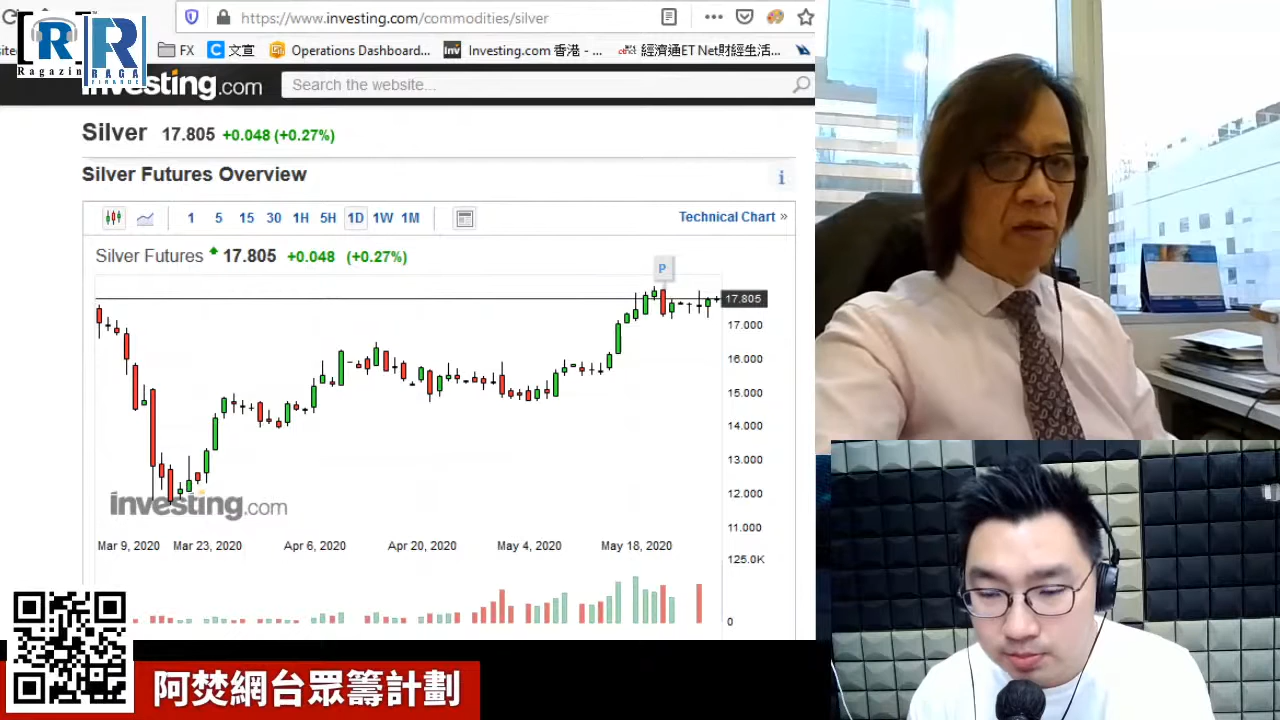 https://www.investing.com/commodities/silver
FX
文宣
Operations Dashboard...
Investing.com 香港 - ...
經濟通ET Net財經生活...
Ragazin
RAGA
FINANCE
Investing.com
Search the website...
Silver 17.805 +0.048 (+0.27%)
Silver Futures Overview
1 5 15 30 1H 5H 1D 1W 1M
Technical Chart »
Silver Futures 17.805 +0.048 (+0.27%)
P
17.805
17.000
16.000
15.000
14.000
13.000
12.000
11.000
Investing.com
Mar 9, 2020 Mar 23, 2020 Apr 6, 2020 Apr 20, 2020 May 4, 2020 May 18, 2020
125.0K
0
阿焚網台眾籌計劃